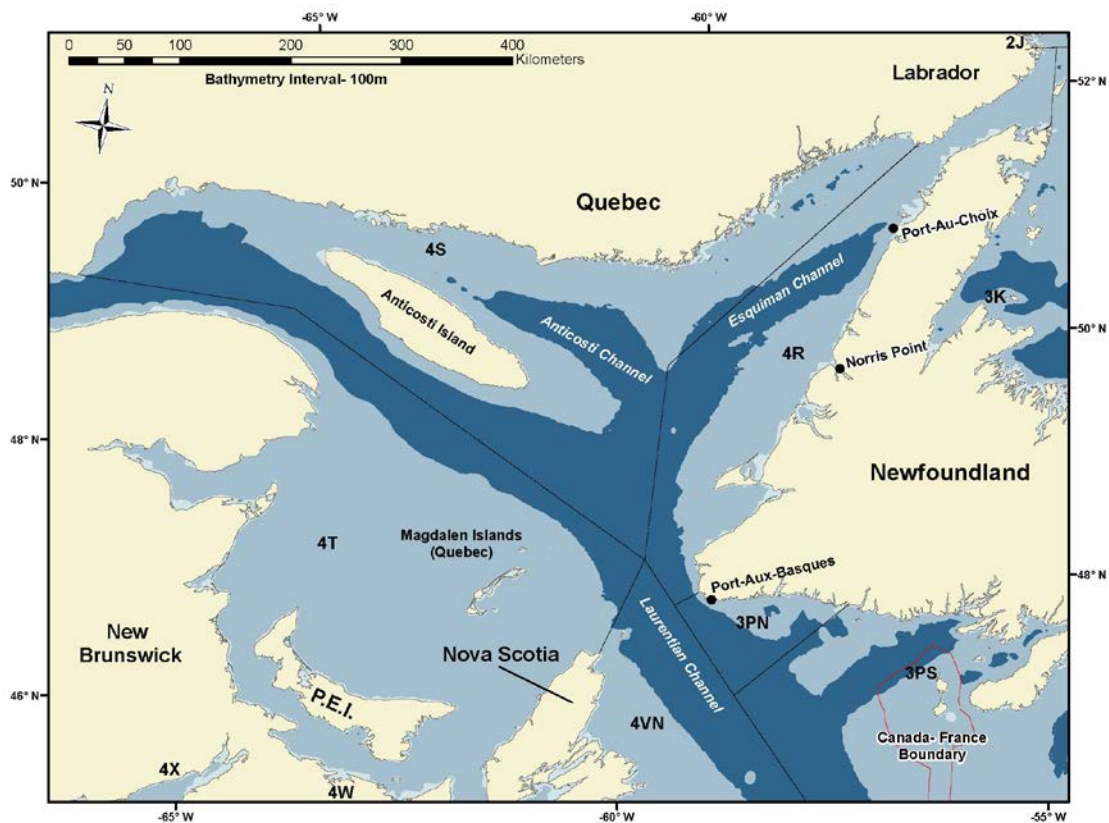 -65° W
-60° W
0 50 100 200 300 400
Kilometers
Bathymetry Interval- 100m
N
2J
Labrador
52° N
50° N
Quebec
Port-Au-Choix
4S
Esquiman Channel
3K
Anticosti Island
Anticosti Channel
50° N
4R
Norris Point
48° N
Newfoundland
Magdalen Islands
(Quebec)
4T
Port-Aux-Basques
48° N
3PN
New
Brunswick
Laurentian Channel
Nova Scotia
3PS
46° N
P.E.I.
4VN
Canada- France
Boundary
4X
4W
46° N
-65° W
-60° W
-55° W